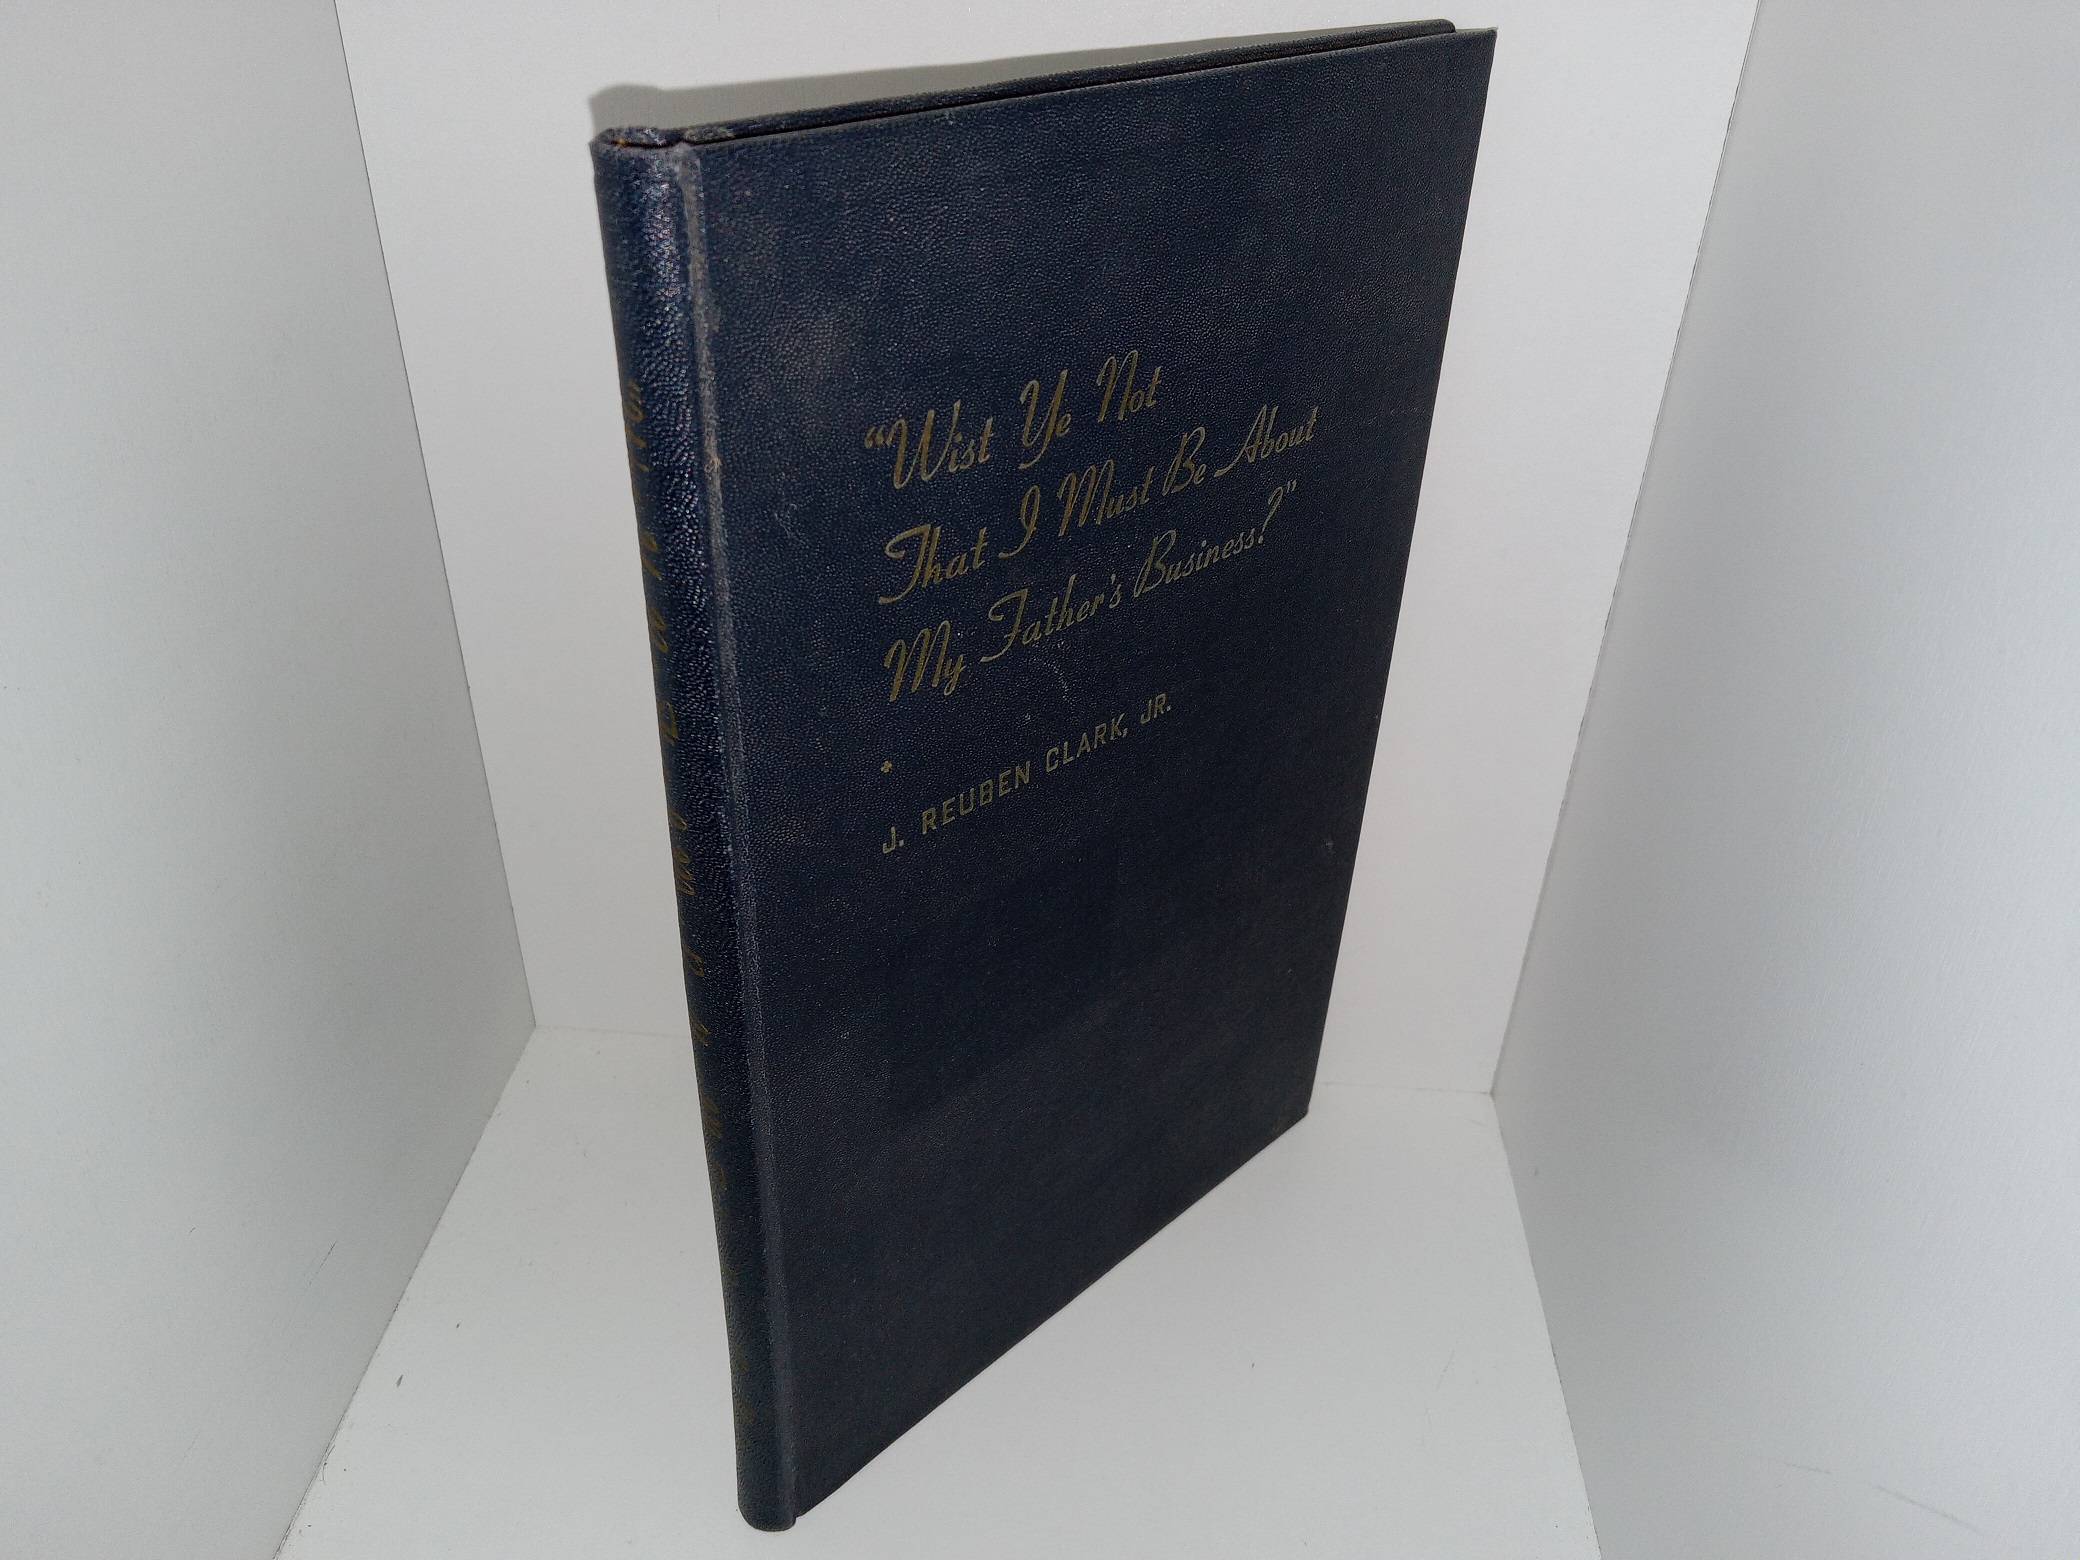 “Wist Ye Not
That I Must Be About
My Father's Business?”
J. REUBEN CLARK, JR.